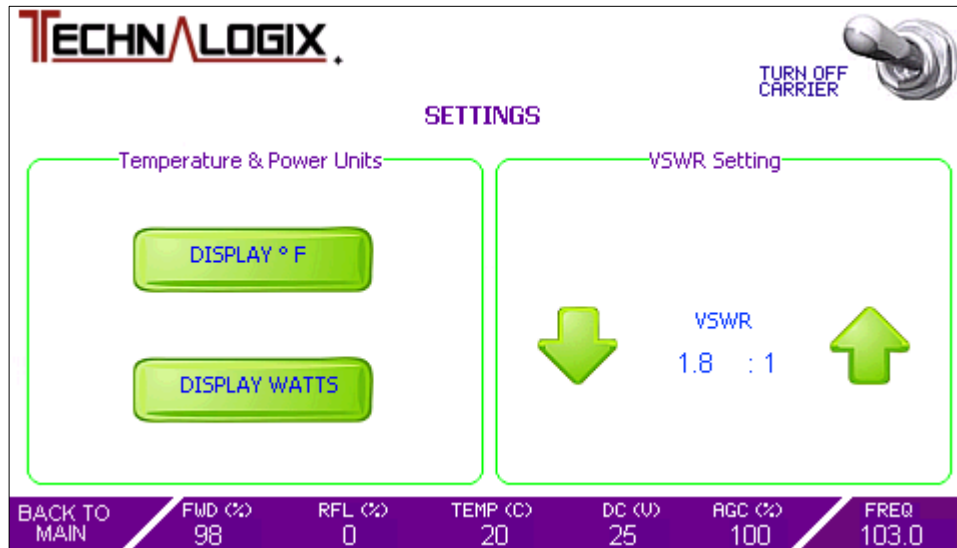 TECHNALOGIX
TURN OFF
CARRIER
SETTINGS
Temperature & Power Units
DISPLAY ° F
DISPLAY WATTS
VSWR Setting
VSWR
1.8 : 1
BACK TO
MAIN
FWD (%)
98
RFL (%)
0
TEMP (C)
20
DC (V)
25
AGC (%)
100
FREQ
103.0